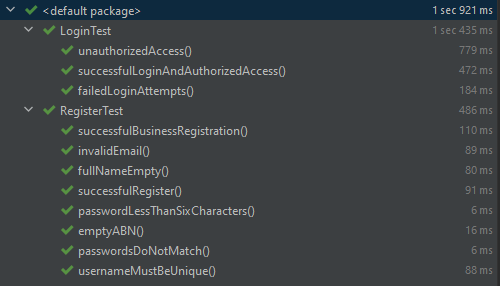 <default package> 1 sec 921 ms
LoginTest 1 sec 435 ms
unauthorizedAccess() 779 ms
successfulLoginAndAuthorizedAccess() 472 ms
failedLoginAttempts() 184 ms
RegisterTest 486 ms
successfulBusinessRegistration() 110 ms
invalidEmail() 89 ms
fullNameEmpty() 80 ms
successfulRegister() 91 ms
passwordLessThanSixCharacters() 6 ms
emptyABN() 16 ms
passwordsDoNotMatch() 6 ms
usernameMustBeUnique() 88 ms